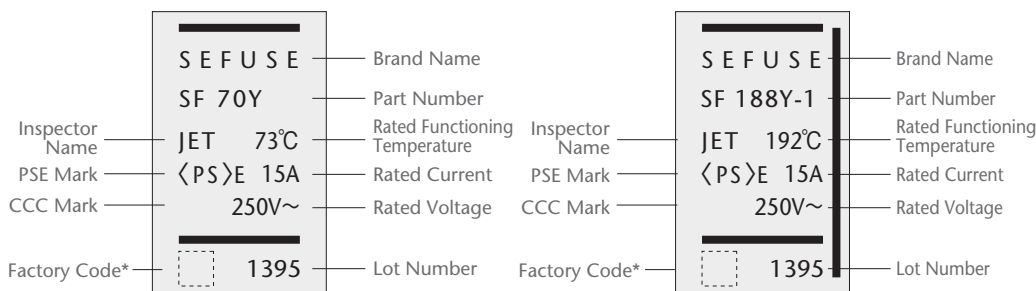 S E F U S E
Brand Name
SF 70Y
Part Number
Inspector Name
JET 73℃
Rated Functioning Temperature
PSE Mark
〈PS〉E 15A
Rated Current
CCC Mark
250V~
Rated Voltage
Factory Code*
1395
Lot Number
S E F U S E
Brand Name
SF 188Y-1
Part Number
Inspector Name
JET 192℃
Rated Functioning Temperature
PSE Mark
〈PS〉E 15A
Rated Current
CCC Mark
250V~
Rated Voltage
Factory Code*
1395
Lot Number